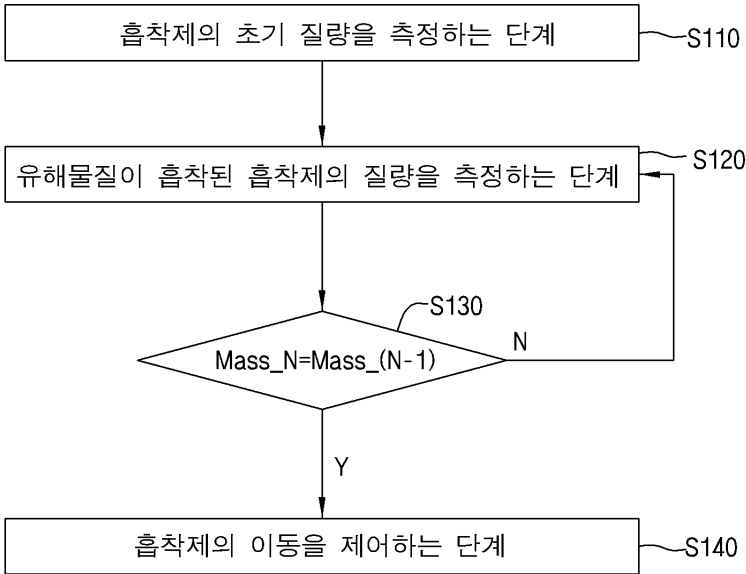 흡착제의 초기 질량을 측정하는 단계
S110
유해물질이 흡착된 흡착제의 질량을 측정하는 단계
S120
S130
Mass_N=Mass_(N-1)
N
Y
흡착제의 이동을 제어하는 단계
S140